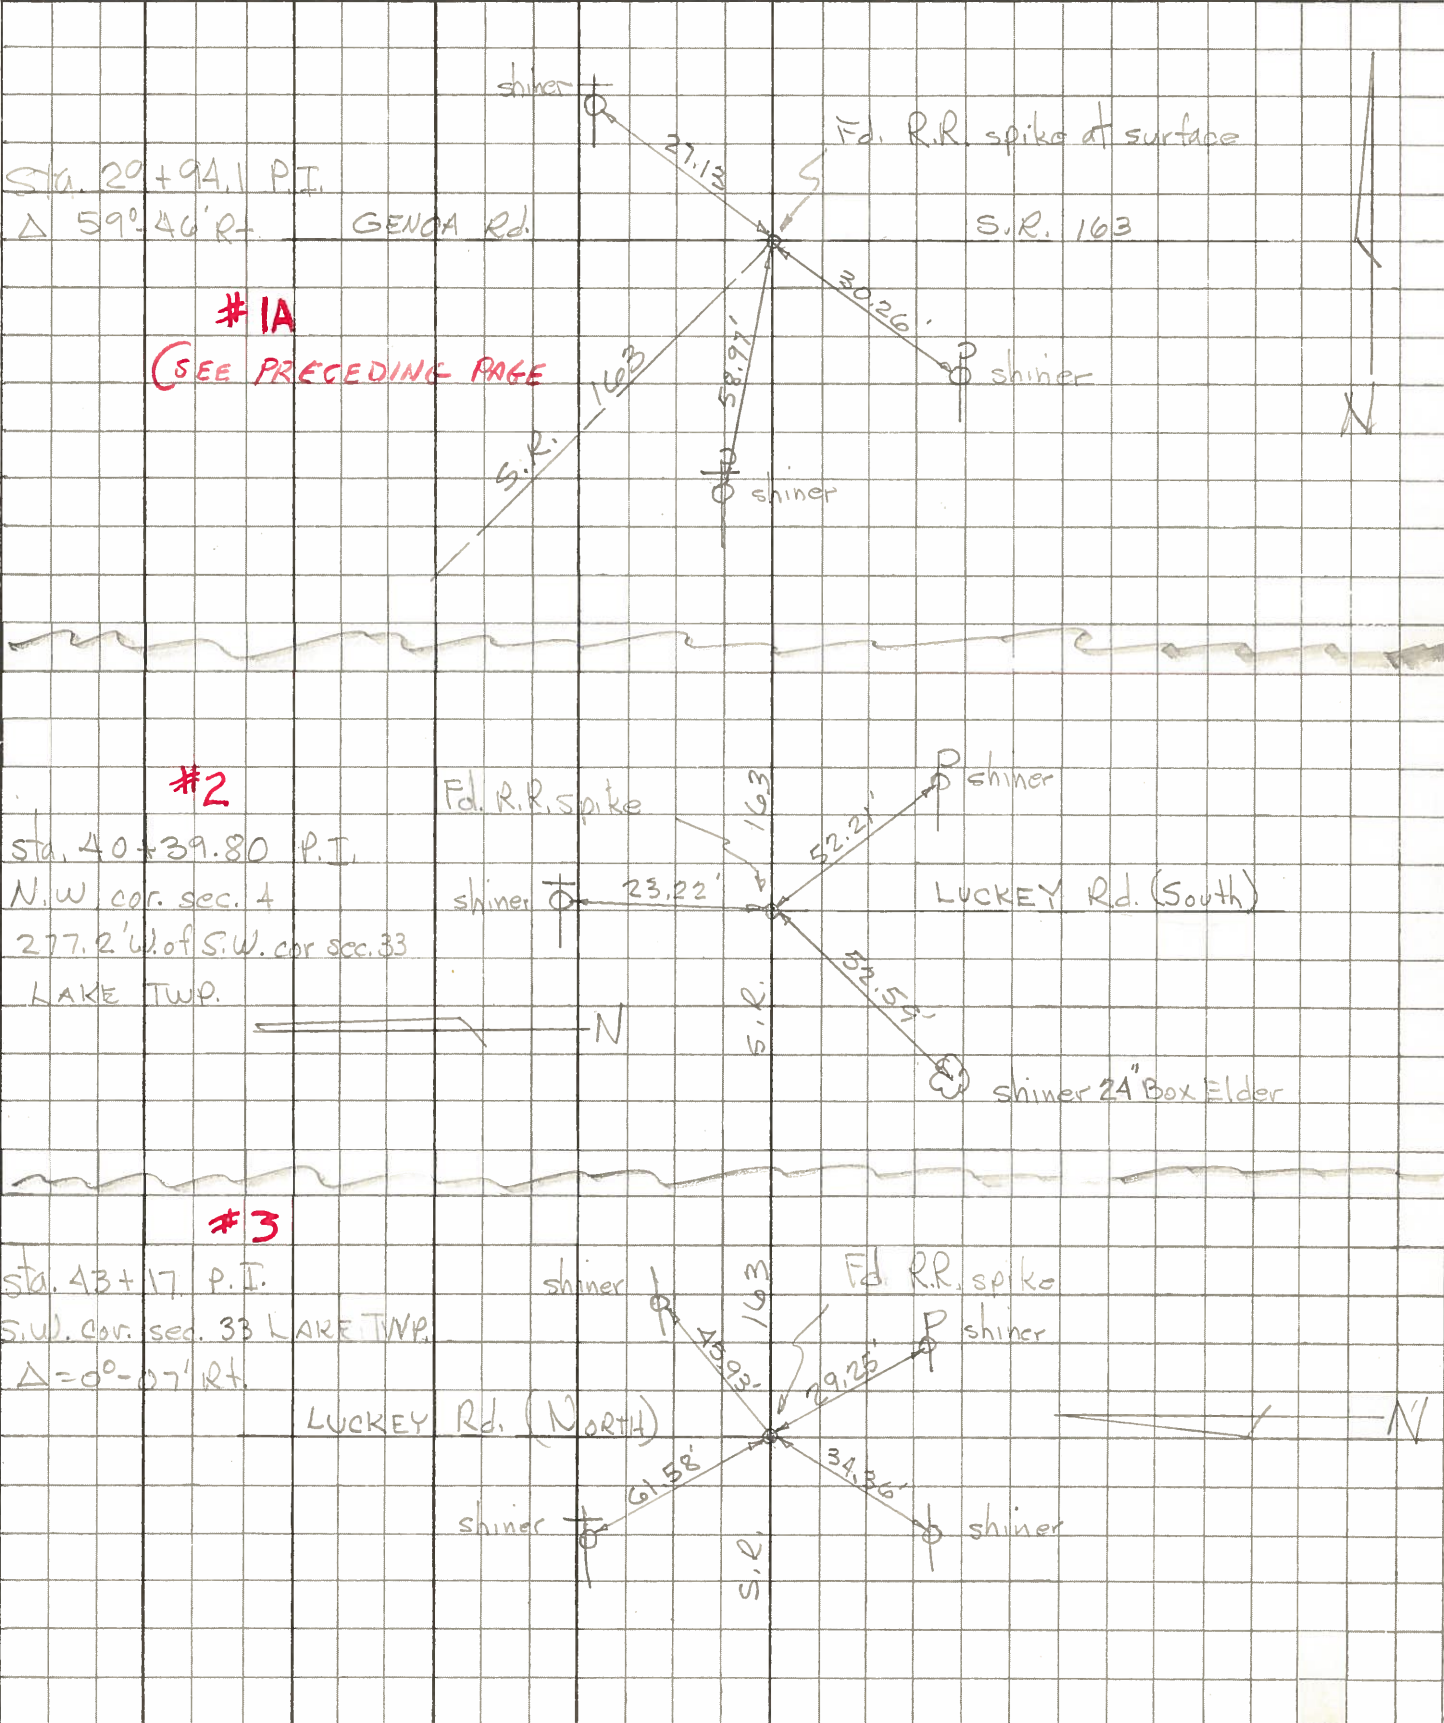 shiner
27.13
Fd. R.R. spike at surface
Sta. 20+94.1 P.I.
Δ 59°-46' Rt.
GENOA Rd.
S.R. 163
#1A
30.26'
(SEE PRECEDING PAGE
163
58.97'
shiner
S.R.
shiner
N
#2
Fd. R.R. spike
163
shiner
52.21'
sta. 40+39.80 P.I.
N.W. cor. sec. 4
shiner
23.22'
LUCKEY Rd. (South)
277.2' W. of S.W. cor sec. 33
LAKE TWP.
52.55'
S.R.
N
shiner 24" Box Elder
#3
sta. 43+17 P.I.
shiner
163
Fd R.R. spike
S.W. cor. sec. 33 LAKE TWP.
shiner
Δ=0°-07' Rt.
45.93'
29.25'
LUCKEY Rd. (NORTH)
N
61.58'
34.36'
shiner
shiner
S.R.